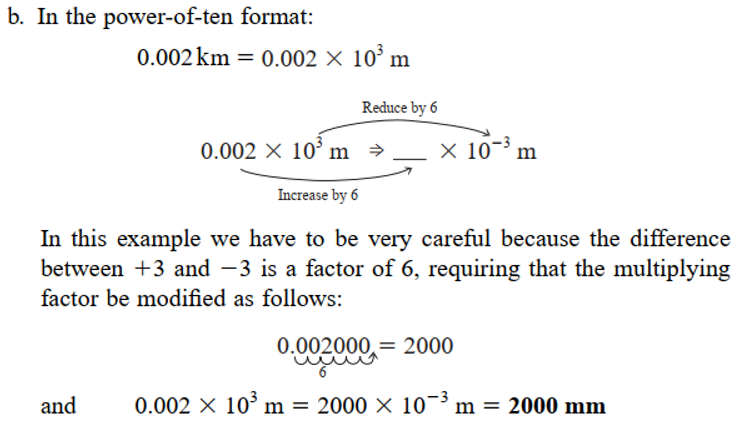 b. In the power-of-ten format:
0.002 km = 0.002 × 10³ m
Reduce by 6
0.002 × 10³ m ⇒ __ × 10⁻³ m
Increase by 6
In this example we have to be very careful because the difference
between +3 and −3 is a factor of 6, requiring that the multiplying
factor be modified as follows:
0.002000 = 2000
6
and 0.002 × 10³ m = 2000 × 10⁻³ m = 2000 mm